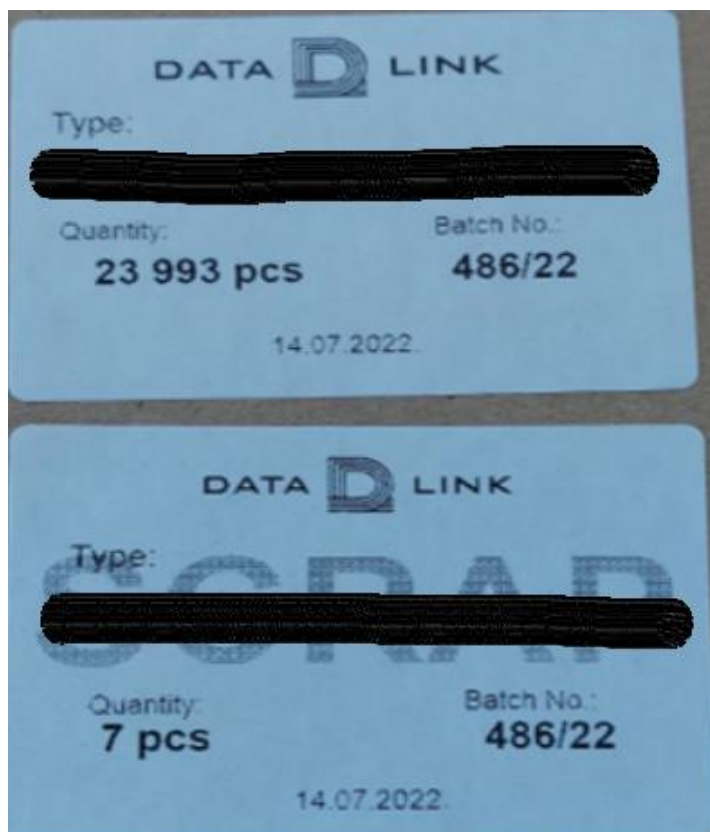 DATA D LINK
Type:
Quantity: Batch No.:
23 993 pcs 486/22
14.07.2022.
DATA D LINK
Type:
SCRAP
Quantity: Batch No.:
7 pcs 486/22
14.07.2022.